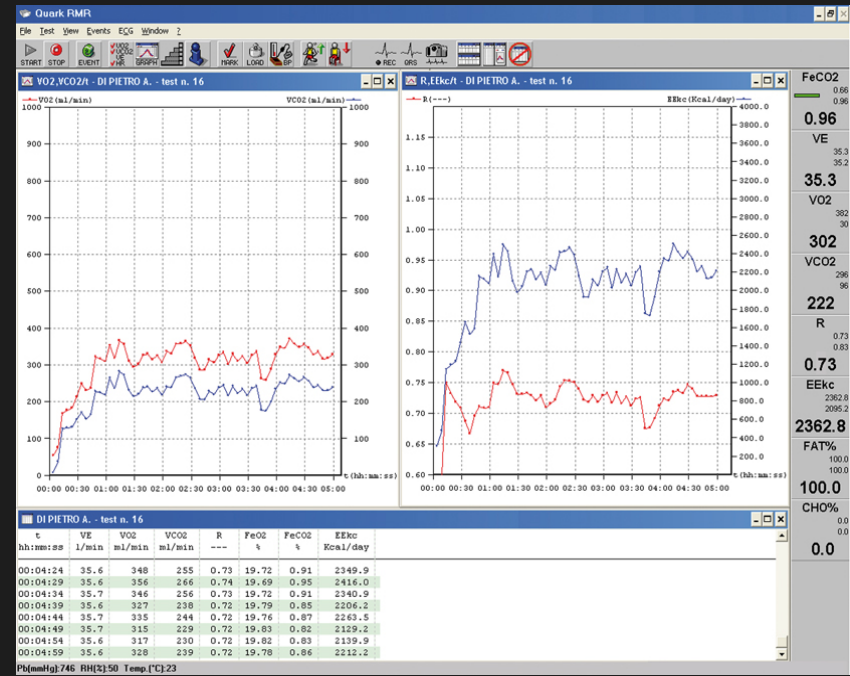 Quark RMR
File Test View Events ECG Window ?
START STOP EVENT GRAPH MARK LOAD BP REC QRS
VO2,VCO2/t - DI PIETRO A. - test n. 16
VO2(ml/min) VCO2(ml/min)
1000 1000
900 900
800 800
700 700
600 600
500 500
400 400
300 300
200 200
100 100
0 t(hh:mm:ss)
00:00 00:30 01:00 01:30 02:00 02:30 03:00 03:30 04:00 04:30 05:00
R,EEkc/t - DI PIETRO A. - test n. 16
R(---) EEkc(Kcal/day)
4000.0
3800.0
1.15
3600.0
3400.0
1.10
3200.0
3000.0
1.05
2800.0
1.00
2600.0
2400.0
0.95
2200.0
2000.0
0.90
1800.0
0.85
1600.0
1400.0
0.80
1200.0
0.75
1000.0
800.0
0.70
600.0
0.65
400.0
200.0
0.60 t(hh:mm:ss)
00:00 00:30 01:00 01:30 02:00 02:30 03:00 03:30 04:00 04:30 05:00
FeCO2
0.66
0.96
0.96
VE
35.3
35.2
35.3
VO2
382
30
302
VCO2
296
96
222
R
0.73
0.83
0.73
EEkc
2362.8
2095.2
2362.8
FAT%
100.0
100.0
100.0
CHO%
0.0
0.0
0.0
DI PIETRO A. - test n. 16
t VE VO2 VCO2 R FeO2 FeCO2 EEkc
hh:mm:ss l/min ml/min ml/min --- % % Kcal/day
00:04:24 35.6 348 255 0.73 19.72 0.91 2349.9
00:04:29 35.6 356 266 0.74 19.69 0.95 2416.0
00:04:34 35.7 346 256 0.73 19.72 0.91 2340.9
00:04:39 35.6 327 238 0.72 19.79 0.85 2206.2
00:04:44 35.7 335 244 0.72 19.76 0.87 2263.5
00:04:49 35.7 315 229 0.72 19.83 0.82 2129.2
00:04:54 35.6 317 230 0.72 19.82 0.83 2139.9
00:04:59 35.6 328 239 0.72 19.78 0.86 2212.2
Pb(mmHg):746 RH(%):50 Temp.(°C):23